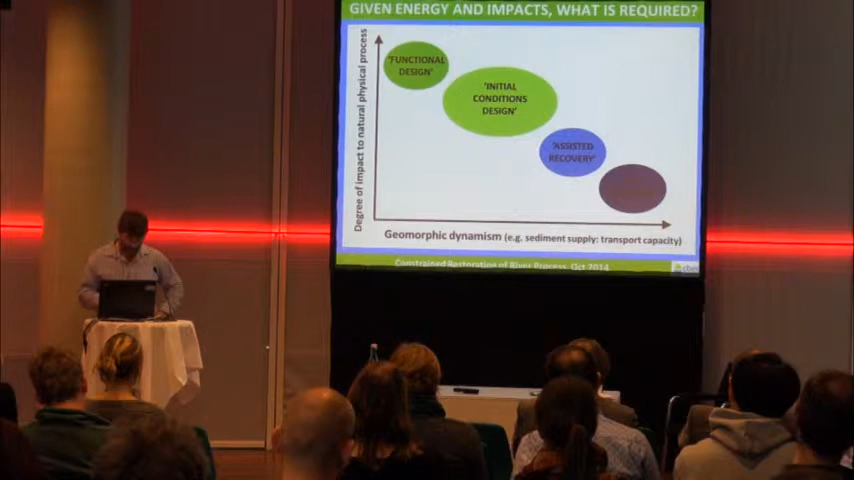 GIVEN ENERGY AND IMPACTS, WHAT IS REQUIRED?
Degree of impact to natural physical process
'FUNCTIONAL
DESIGN'
'INITIAL
CONDITIONS
DESIGN'
'ASSISTED
RECOVERY'
Geomorphic dynamism (e.g. sediment supply: transport capacity)
Constrained Restoration of River Process, Oct 2014
cbec